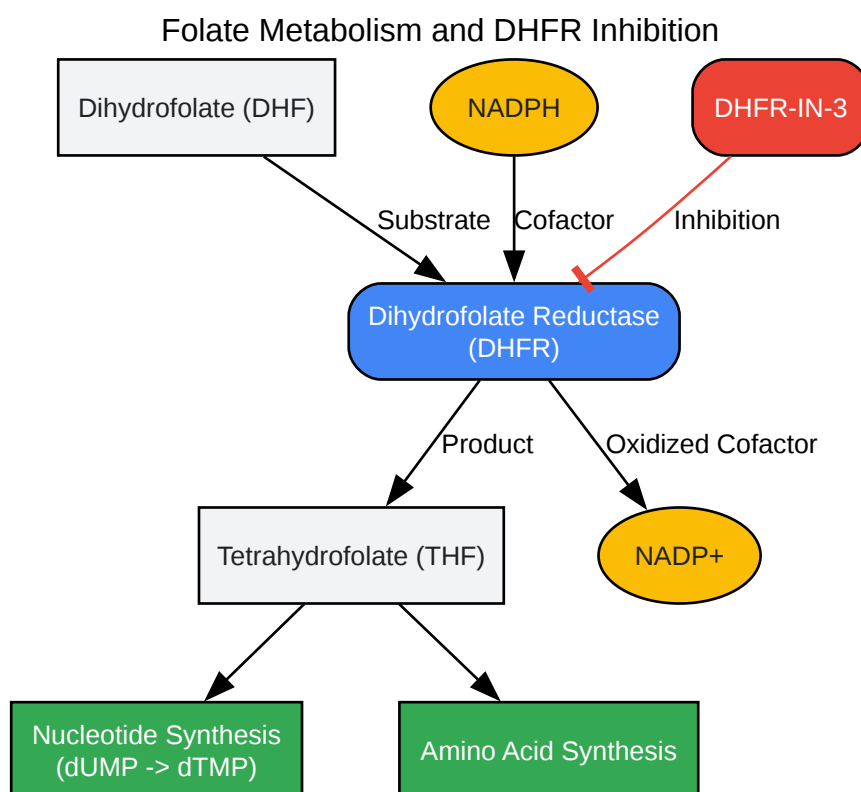 Folate Metabolism and DHFR Inhibition
Dihydrofolate (DHF)
NADPH
DHFR-IN-3
Substrate
Cofactor
Inhibition
Dihydrofolate Reductase
(DHFR)
Product
Oxidized Cofactor
Tetrahydrofolate (THF)
NADP+
Nucleotide Synthesis
(dUMP -> dTMP)
Amino Acid Synthesis